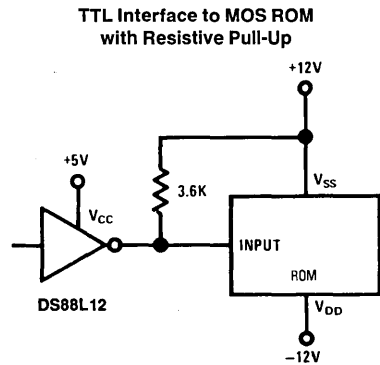 TTL Interface to MOS ROM
with Resistive Pull-Up
+12V
+5V
3.6K
VSS
VCC
INPUT
ROM
DS88L12
VDD
−12V